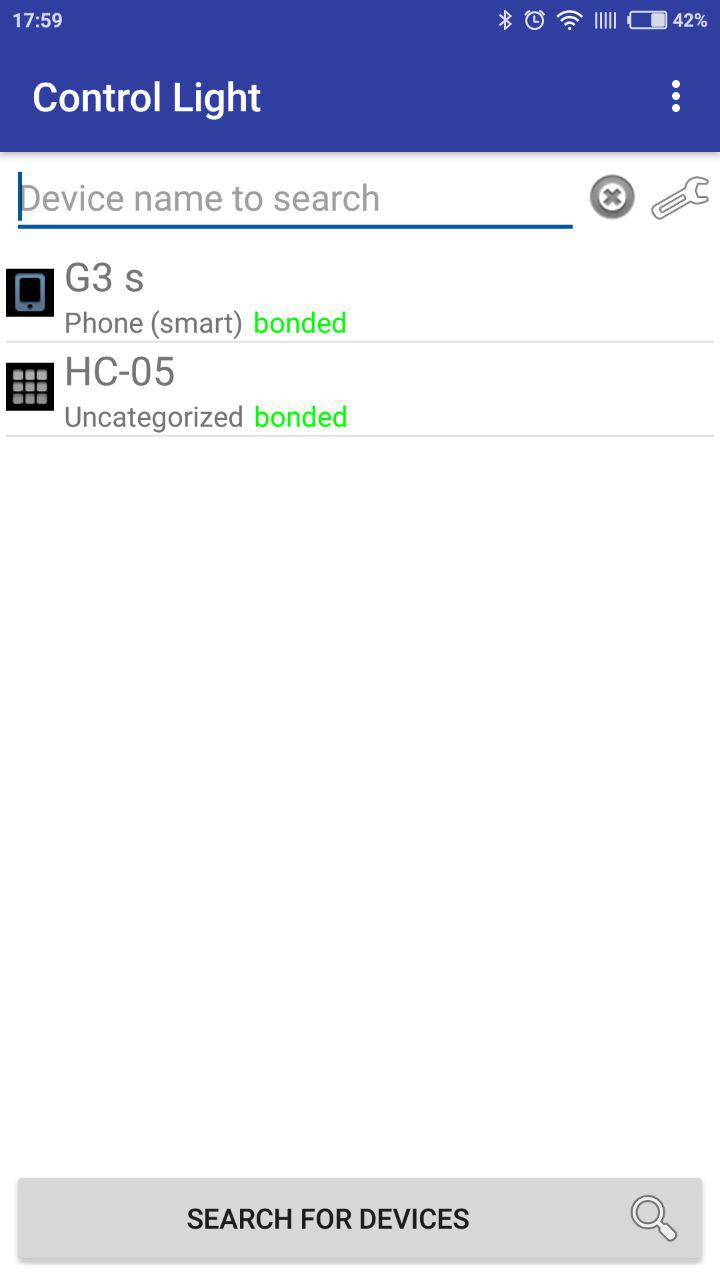 17:59 42%
Control Light
Device name to search
G3 s
Phone (smart) bonded
HC-05
Uncategorized bonded
SEARCH FOR DEVICES